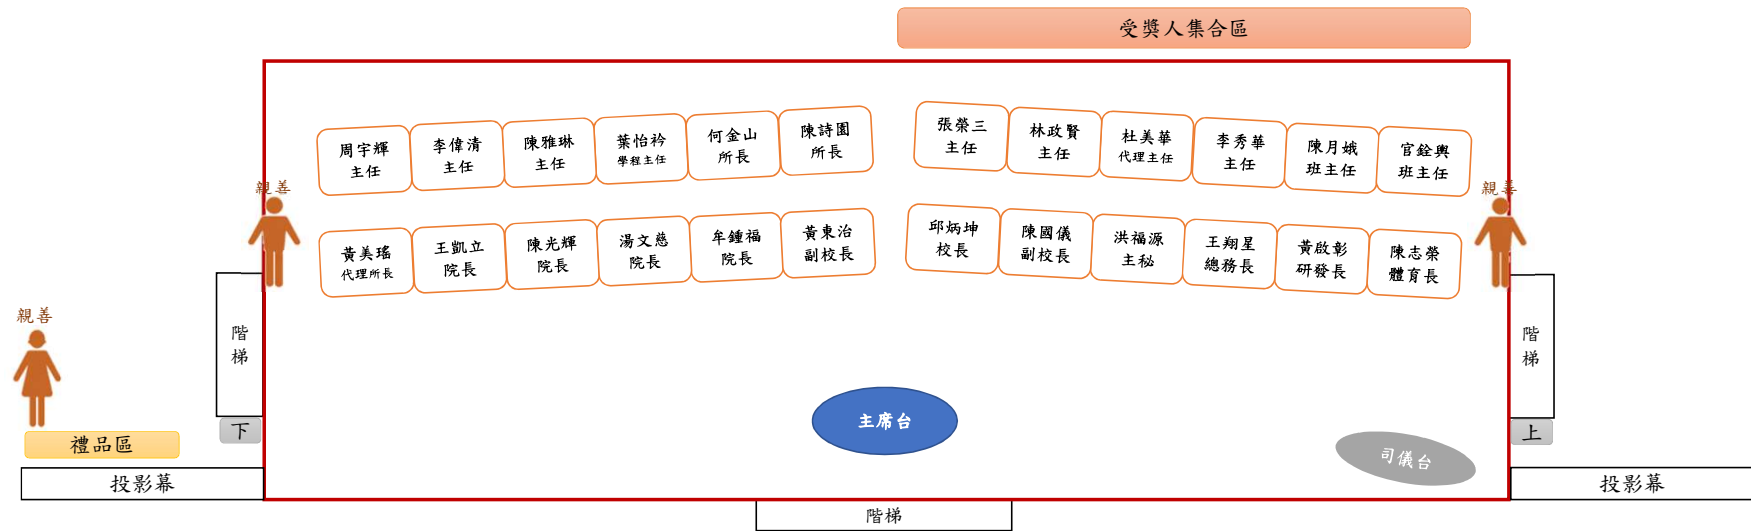 受獎人集合區
周宇輝
主任
李偉清
主任
陳雅琳
主任
葉怡衿
學程主任
何金山
所長
陳詩園
所長
張榮三
主任
林政賢
主任
杜美華
代理主任
李秀華
主任
陳月娥
班主任
官銓輿
班主任
親善
親善
黃美瑤
代理所長
王凱立
院長
陳光輝
院長
湯文慈
院長
牟鍾福
院長
黃東治
副校長
邱炳坤
校長
陳國儀
副校長
洪福源
主秘
王翔星
總務長
黃啟彰
研發長
陳志榮
體育長
親善
階
梯
階
梯
主席台
下
上
禮品區
司儀台
投影幕
投影幕
階梯